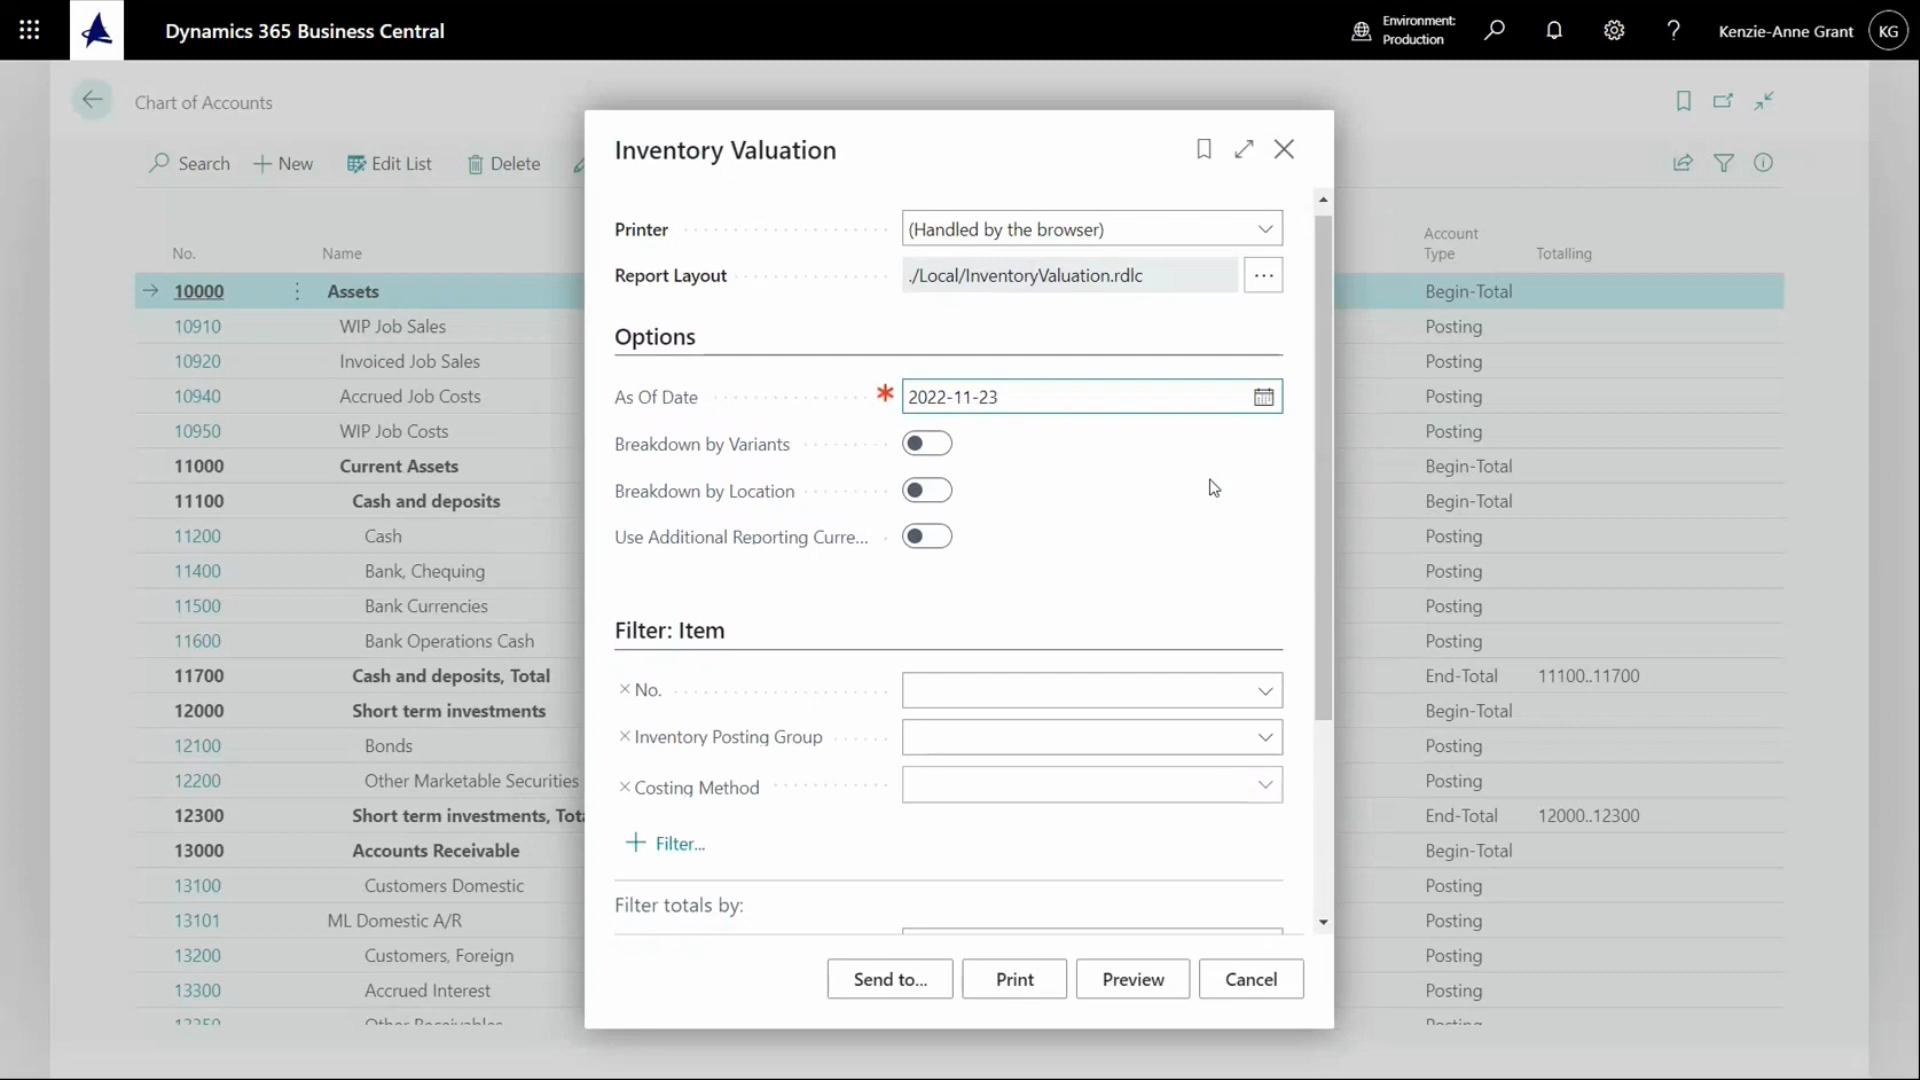 Dynamics 365 Business Central
Environment:
Production
?
Kenzie-Anne Grant
KG
Chart of Accounts
Search
New
Edit List
Delete
No.
Name
Account
Type
Totalling
10000 Assets Begin-Total
10910 WIP Job Sales Posting
10920 Invoiced Job Sales Posting
10940 Accrued Job Costs Posting
10950 WIP Job Costs Posting
11000 Current Assets Begin-Total
11100 Cash and deposits Begin-Total
11200 Cash Posting
11400 Bank, Chequing Posting
11500 Bank Currencies Posting
11600 Bank Operations Cash Posting
11700 Cash and deposits, Total End-Total 11100..11700
12000 Short term investments Begin-Total
12100 Bonds Posting
12200 Other Marketable Securities Posting
12300 Short term investments, Tota End-Total 12000..12300
13000 Accounts Receivable Begin-Total
13100 Customers Domestic Posting
13101 ML Domestic A/R Posting
13200 Customers, Foreign Posting
13300 Accrued Interest Posting
Inventory Valuation
Printer (Handled by the browser)
Report Layout ./Local/InventoryValuation.rdlc ...
Options
As Of Date * 2022-11-23
Breakdown by Variants
Breakdown by Location
Use Additional Reporting Curre...
Filter: Item
× No.
× Inventory Posting Group
× Costing Method
+ Filter...
Filter totals by:
Send to...
Print
Preview
Cancel